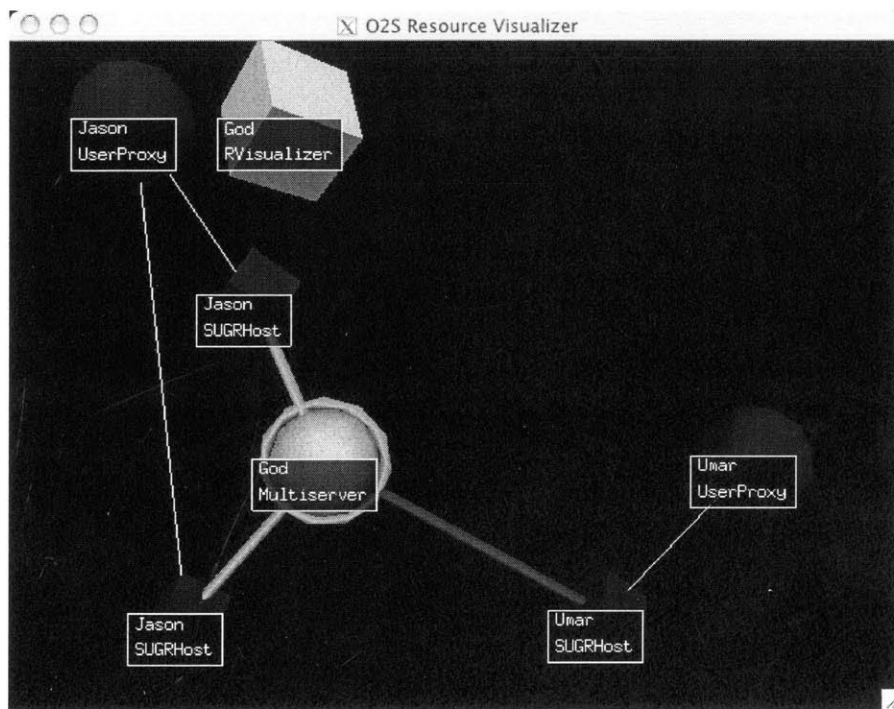 O2S Resource Visualizer
Jason
UserProxy
God
RVisualizer
Jason
SUGRHost
God
Multiserver
Umar
UserProxy
Jason
SUGRHost
Umar
SUGRHost